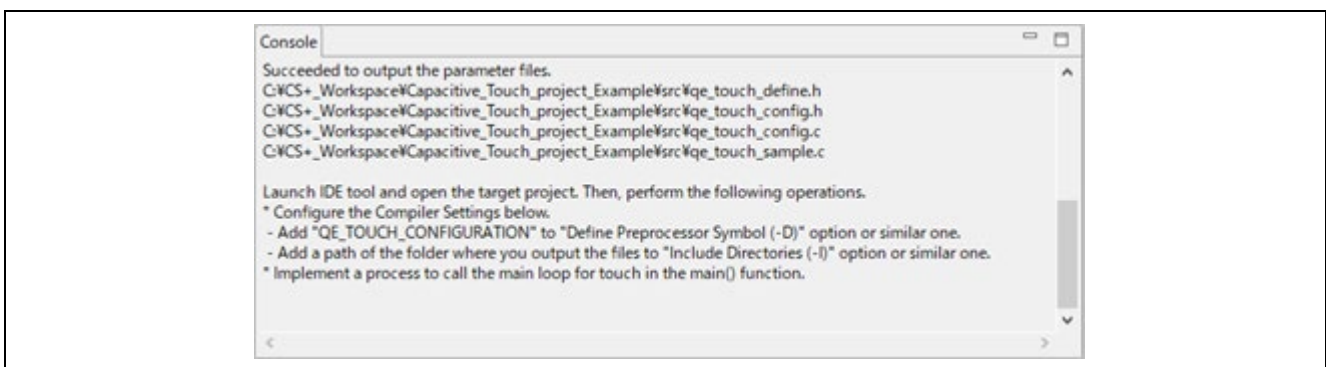 Console
Succeeded to output the parameter files.
C:¥CS+_Workspace¥Capacitive_Touch_project_Example¥src¥qe_touch_define.h
C:¥CS+_Workspace¥Capacitive_Touch_project_Example¥src¥qe_touch_config.h
C:¥CS+_Workspace¥Capacitive_Touch_project_Example¥src¥qe_touch_config.c
C:¥CS+_Workspace¥Capacitive_Touch_project_Example¥src¥qe_touch_sample.c
Launch IDE tool and open the target project. Then, perform the following operations.
* Configure the Compiler Settings below.
- Add "QE_TOUCH_CONFIGURATION" to "Define Preprocessor Symbol (-D)" option or similar one.
- Add a path of the folder where you output the files to "Include Directories (-I)" option or similar one.
* Implement a process to call the main loop for touch in the main() function.